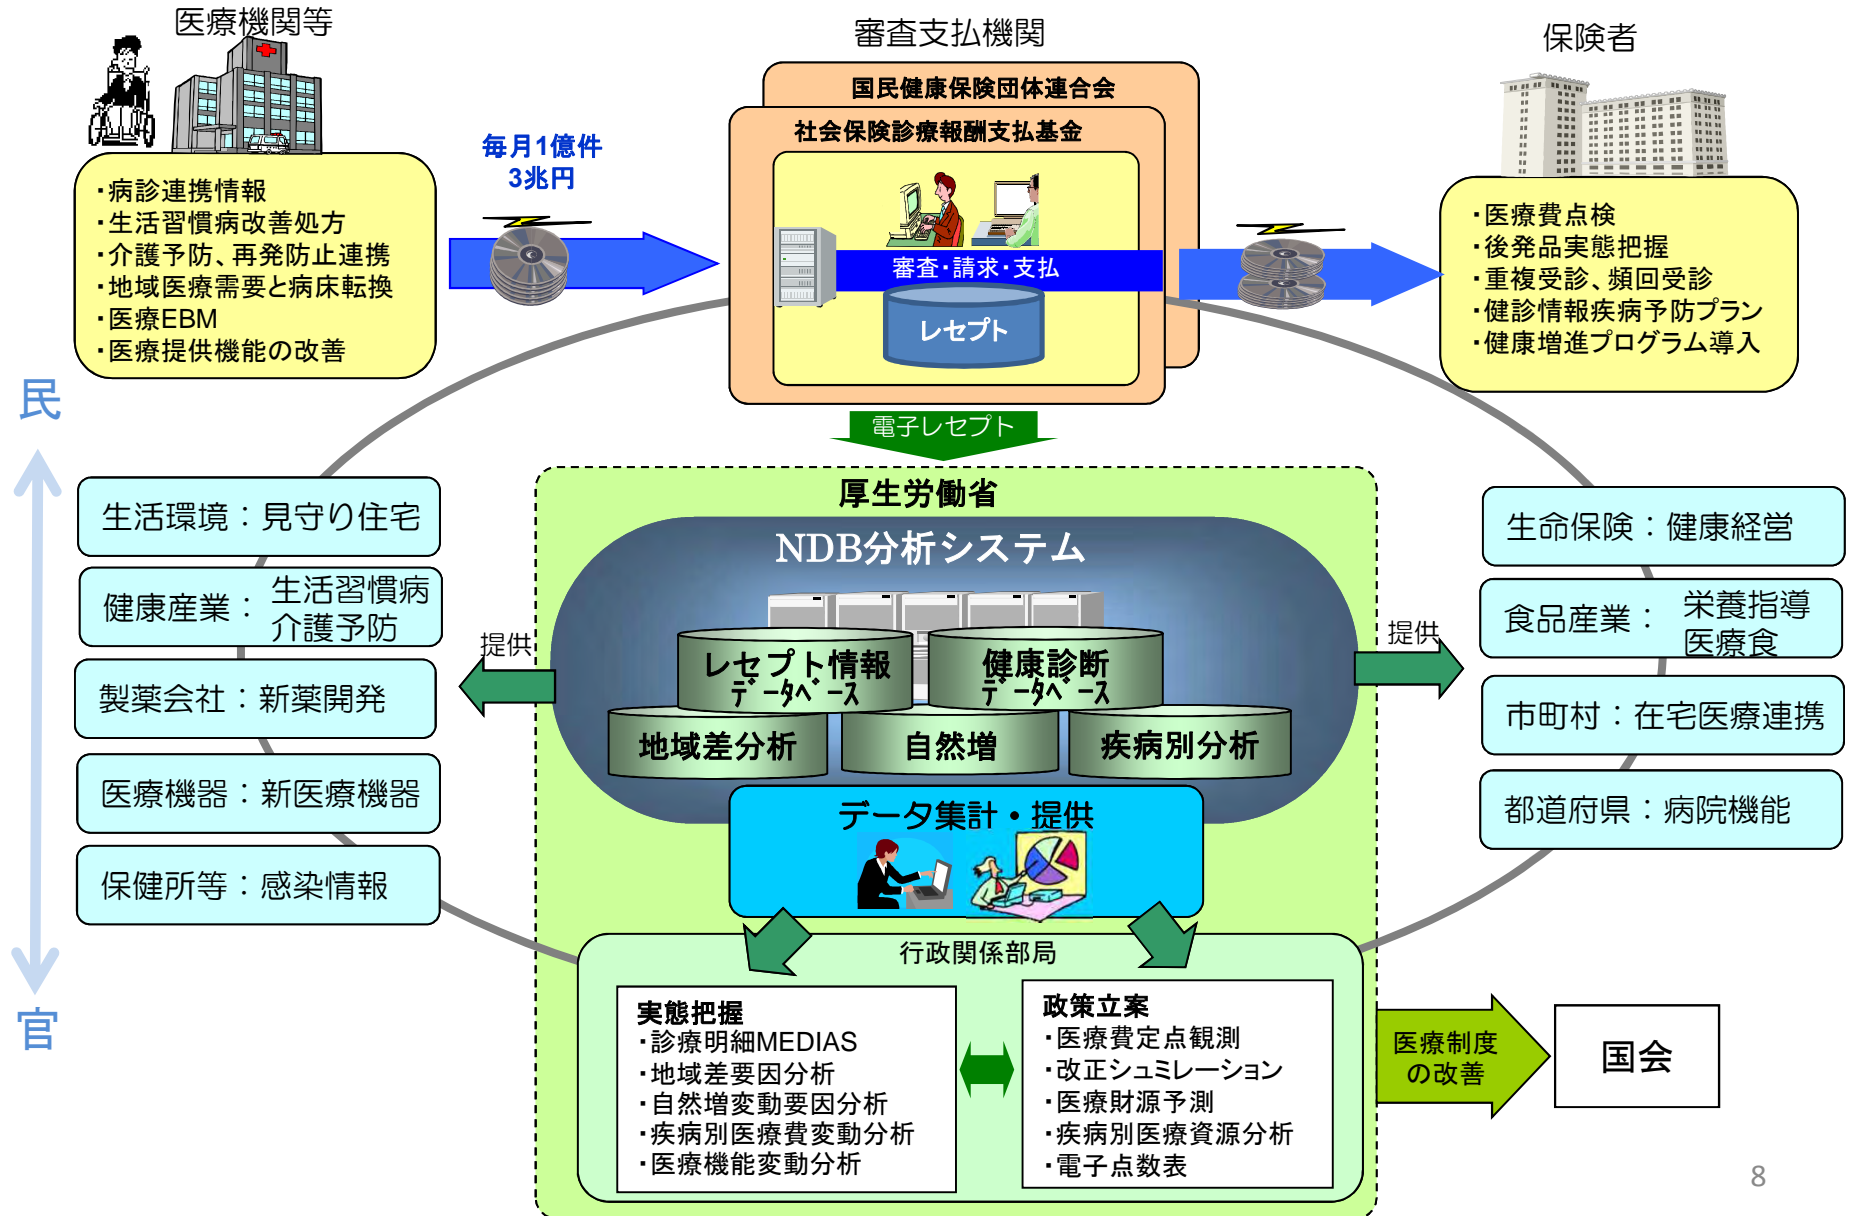 医療機関等
審査支払機関
保険者
国民健康保険団体連合会
社会保険診療報酬支払基金
毎月1億件
3兆円
・病診連携情報
・生活習慣病改善処方
・介護予防、再発防止連携
・地域医療需要と病床転換
・医療EBM
・医療提供機能の改善
審査・請求・支払
レセプト
・医療費点検
・後発品実態把握
・重複受診、頻回受診
・健診情報疾病予防プラン
・健康増進プログラム導入
民
官
電子レセプト
厚生労働省
NDB分析システム
レセプト情報
データベース
健康診断
データベース
地域差分析
自然増
疾病別分析
データ集計・提供
提供
提供
生活環境：見守り住宅
健康産業：
生活習慣病
介護予防
製薬会社：新薬開発
医療機器：新医療機器
保健所等：感染情報
生命保険：健康経営
食品産業：
栄養指導
医療食
市町村：在宅医療連携
都道府県：病院機能
行政関係部局
実態把握
・診療明細MEDIAS
・地域差要因分析
・自然増変動要因分析
・疾病別医療費変動分析
・医療機能変動分析
政策立案
・医療費定点観測
・改正シュミレーション
・医療財源予測
・疾病別医療資源分析
・電子点数表
医療制度
の改善
国会
8